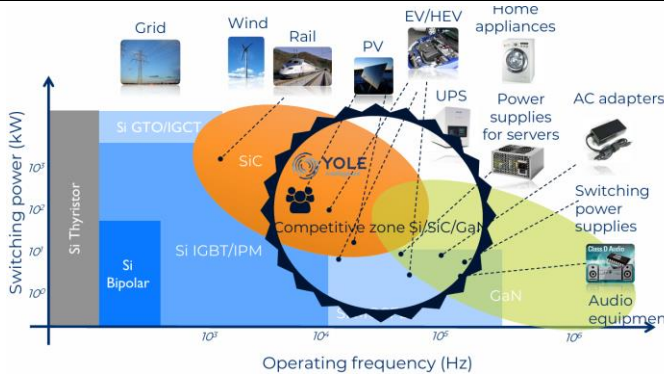 Home
appliances
EV/HEV
Wind
Grid
Rail
PV
UPS
Power
supplies
for servers
AC adapters
Switching
power
supplies
Class D Audio
Audio
equipment
Switching power (kW)
10³
10²
10¹
10⁰
Si Thyristor
Si GTO/IGCT
SiC
YOLE
Competitive zone Si/SiC/GaN
Si IGBT/IPM
Si
Bipolar
GaN
10³
10⁴
10⁵
10⁶
Operating frequency (Hz)